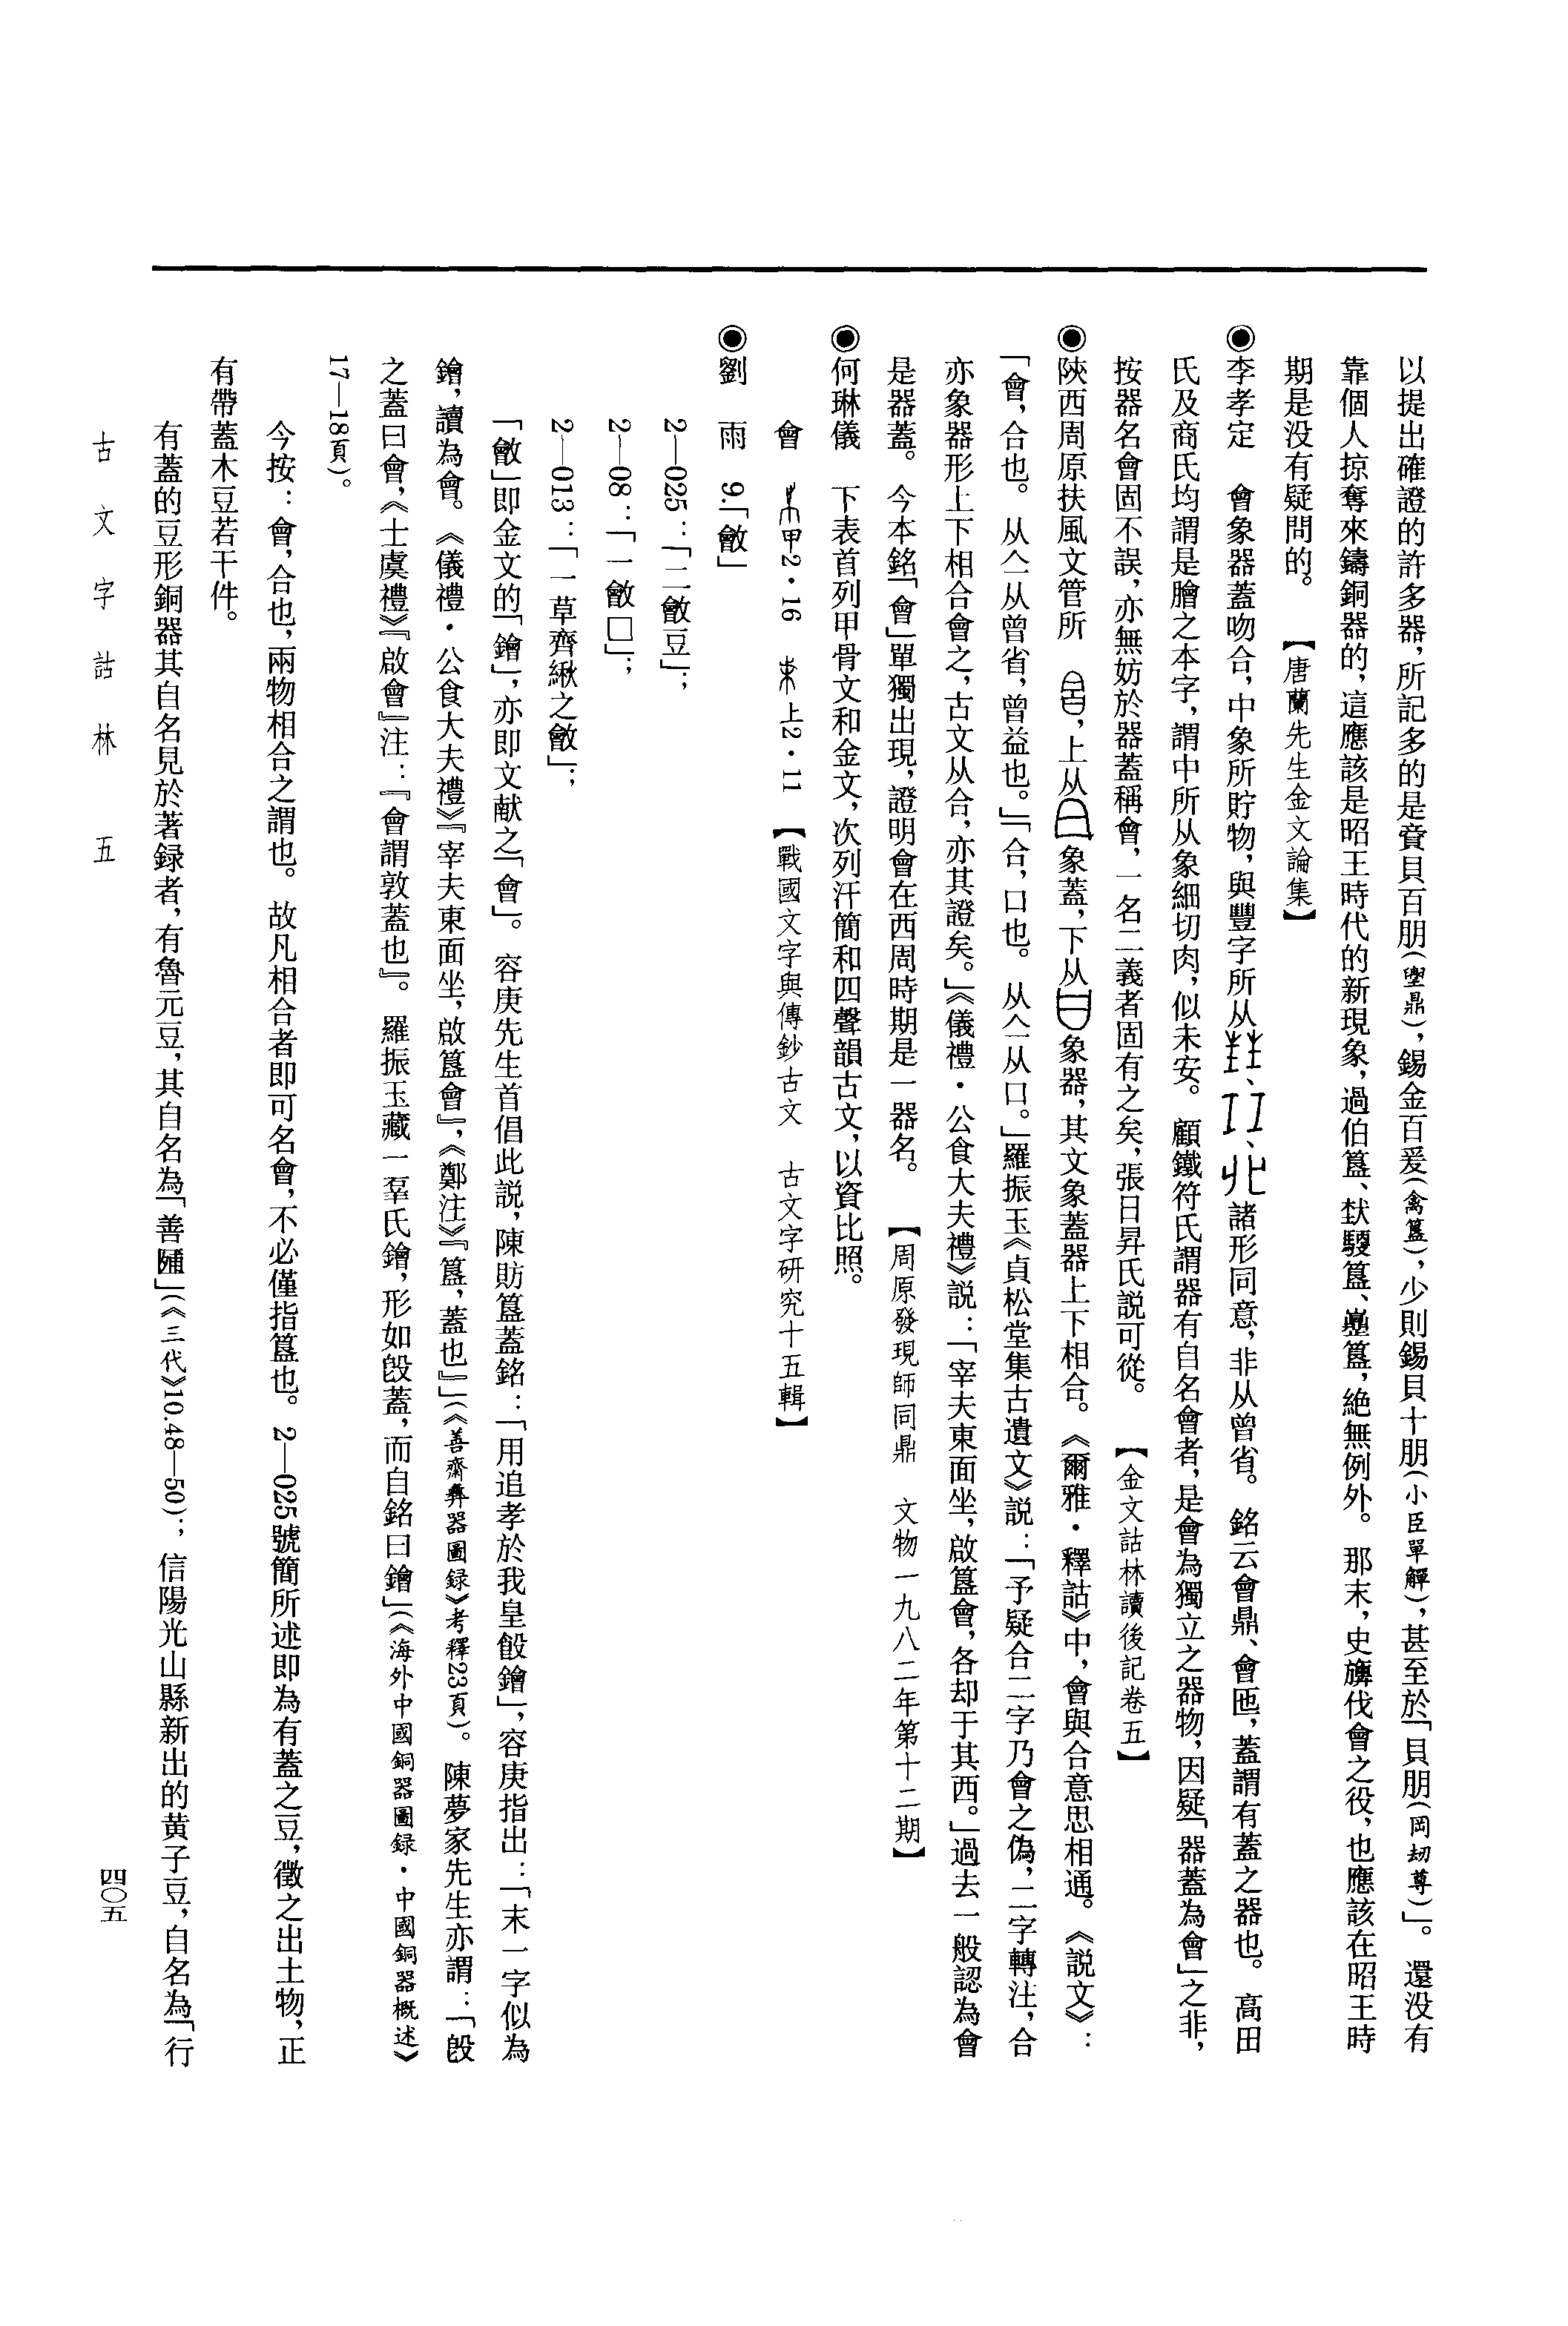 以提出確證的許多器，所記多的是賫貝百朋(㽙鼎)，錫金百爰(禽簋)，少則錫貝十朋(小臣單觶)，甚至於「貝朋(岡刧尊)」。還没有
靠個人掠奪來鑄銅器的，這應該是昭王時代的新現象，過伯簋、㺇馭簋、簋，絶無例外。那末，史旟伐會之役，也應該在昭王時
期是没有疑問的。【唐蘭先生金文論集】
◉李孝定　會象器蓋吻合，中象所貯物，與豐字所从、、諸形同意，非从曾省。銘云會鼎、會匜，蓋謂有蓋之器也。高田
氏及商氏均謂是膾之本字，謂中所从象細切肉，似未安。顧鐵符氏謂器有自名會者，是會為獨立之器物，因疑「器蓋為會」之非，
按器名會固不誤，亦無妨於器蓋稱會，一名二義者固有之矣，張日昇氏説可從。【金文詁林讀後記卷五】
◉陝西周原扶風文管所　，上从象蓋，下从象器，其文象蓋器上下相合。《爾雅·釋詁》中，會與合意思相通。《説文》：
「會，合也。从亼从曾省，曾益也。」「合，口也。从亼从口。」羅振玉《貞松堂集古遺文》説：「予疑合二字乃會之偽，二字轉注，合
亦象器形上下相合會之，古文从合，亦其證矣。」《儀禮·公食大夫禮》説：「宰夫東面坐，啟簋會，各却于其西。」過去一般認為會
是器蓋。今本銘「會」單獨出現，證明會在西周時期是一器名。【周原發現師同鼎　文物一九八二年第十二期】
◉何琳儀　下表首列甲骨文和金文，次列汗簡和四聲韻古文，以資比照。
會　甲2·16　上2·11【戰國文字與傳鈔古文　古文字研究十五輯】
◉劉　雨　9.「㣛」
2—025：「二㣛豆」；
2—08：「一㣛□」；
2—013：「一草齊緅之㣛」；
「㣛」即金文的「鐱」，亦即文献之「會」。容庚先生首倡此説，陳肪簋蓋銘：「用追孝於我皇𣪘鐱」，容庚指出：「末一字似為
鐱，讀為會。《儀禮·公食大夫禮》『宰夫東面坐，啟簋會』，《鄭注》『簋，蓋也』」(《善齋彝器圖録》考釋23頁)。陳夢家先生亦謂：「𣪘
之蓋曰會，《士虞禮》『啟會』注：『會謂敦蓋也』。羅振玉藏一羣氏鐱，形如𣪘蓋，而自銘曰鐱」(《海外中國銅器圖録·中國銅器概述》
17—18頁)。
今按：會，合也，兩物相合之謂也。故凡相合者即可名會，不必僅指簋也。2—025號簡所述即為有蓋之豆，徵之出土物，正
有帶蓋木豆若干件。
有蓋的豆形銅器其自名見於著録者，有魯元豆，其自名為「善」(《三代》10.48—50)；信陽光山縣新出的黄子豆，自名為「行
古文字詁林　五
四〇五